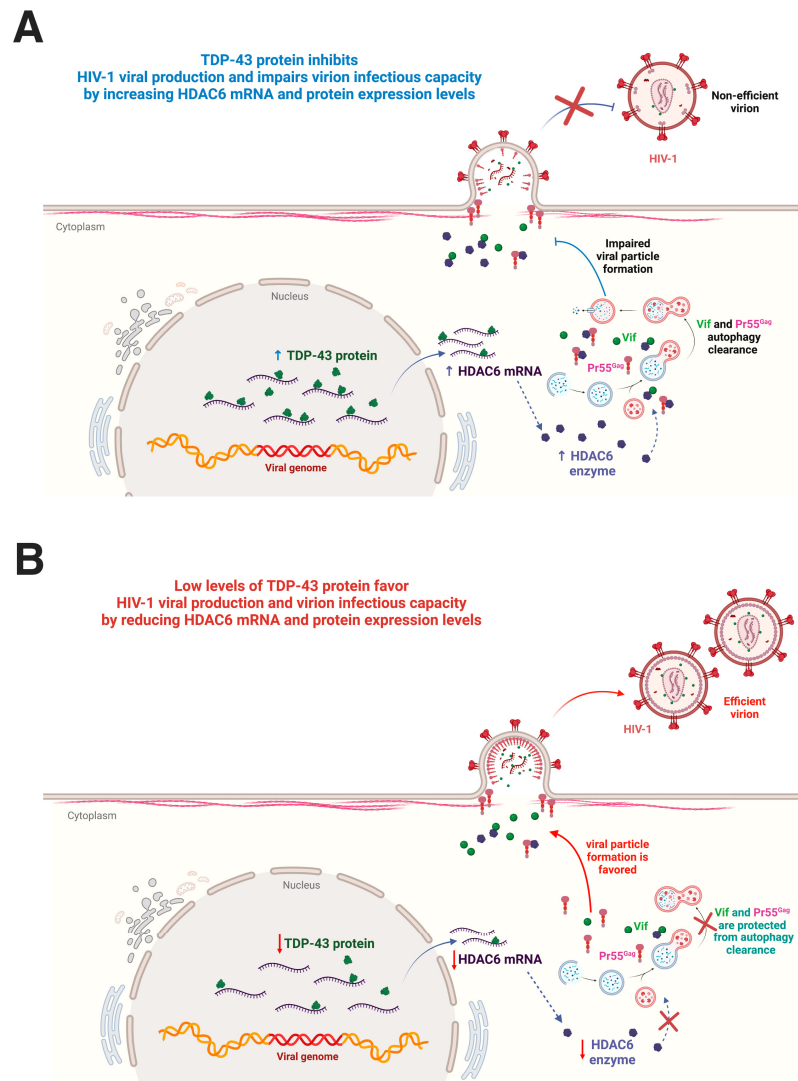 A
TDP-43 protein inhibits
HIV-1 viral production and impairs virion infectious capacity
by increasing HDAC6 mRNA and protein expression levels
Non-efficient
virion
HIV-1
Cytoplasm
Impaired
viral particle
formation
Nucleus
↑ TDP-43 protein
↑ HDAC6 mRNA
Vif
Pr55Gag
Vif and Pr55Gag
autophagy
clearance
↑ HDAC6
enzyme
Viral genome
B
Low levels of TDP-43 protein favor
HIV-1 viral production and virion infectious capacity
by reducing HDAC6 mRNA and protein expression levels
HIV-1
Efficient
virion
Cytoplasm
viral particle
formation is
favored
Nucleus
↓ TDP-43 protein
↓ HDAC6 mRNA
Vif
Pr55Gag
Vif and Pr55Gag
are protected
from autophagy
clearance
↓ HDAC6
enzyme
Viral genome